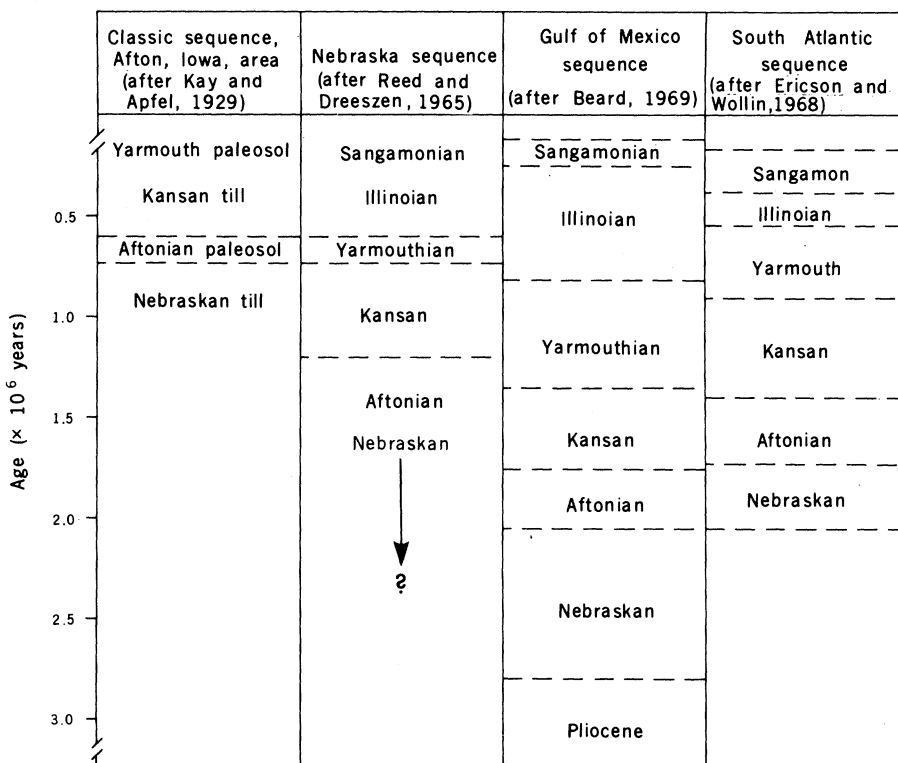 Classic sequence,
Afton, Iowa, area
(after Kay and
Apfel, 1929)
Nebraska sequence
(after Reed and
Dreeszen, 1965)
Gulf of Mexico
sequence
(after Beard, 1969)
South Atlantic
sequence
(after Ericson and
Wollin, 1968)
Age (× 10⁶ years)
0.5
1.0
1.5
2.0
2.5
3.0
Yarmouth paleosol
Kansan till
Aftonian paleosol
Nebraskan till
Sangamonian
Illinoian
Yarmouthian
Kansan
Aftonian
Nebraskan
?
Sangamonian
Illinoian
Yarmouthian
Kansan
Aftonian
Nebraskan
Pliocene
Sangamon
Illinoian
Yarmouth
Kansan
Aftonian
Nebraskan